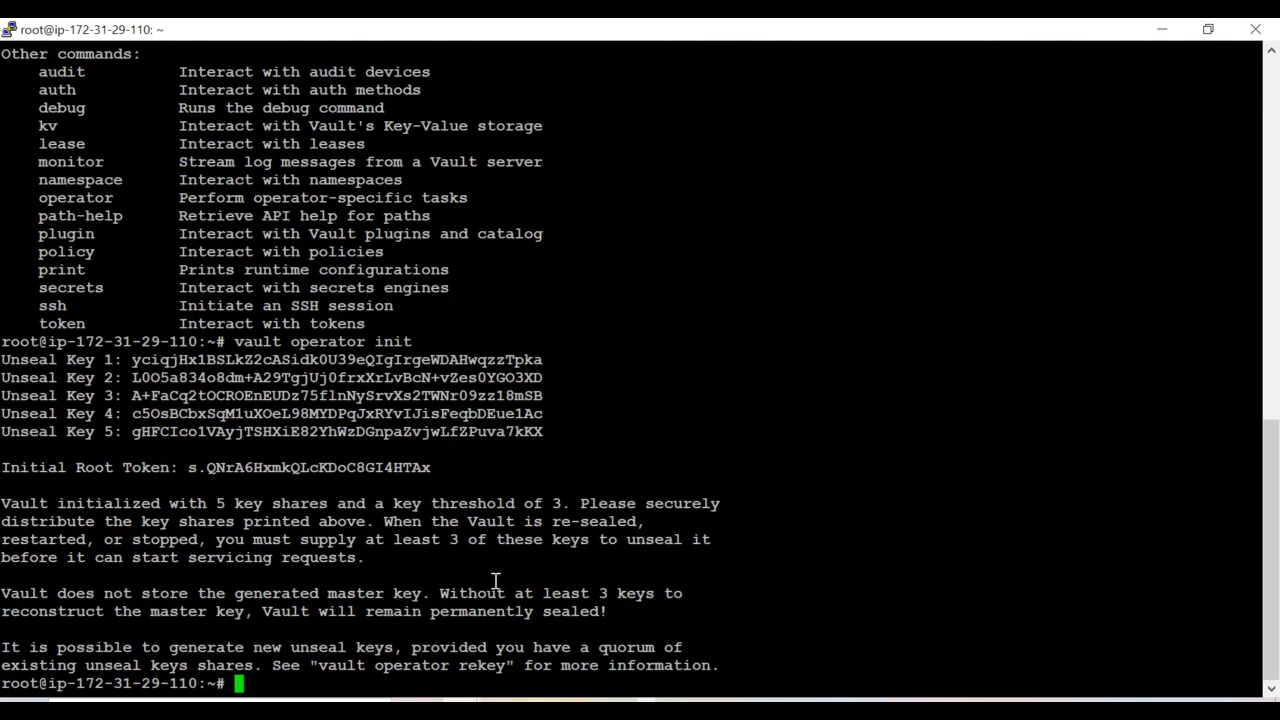 root@ip-172-31-29-110: ~
Other commands:
audit Interact with audit devices
auth Interact with auth methods
debug Runs the debug command
kv Interact with Vault's Key-Value storage
lease Interact with leases
monitor Stream log messages from a Vault server
namespace Interact with namespaces
operator Perform operator-specific tasks
path-help Retrieve API help for paths
plugin Interact with Vault plugins and catalog
policy Interact with policies
print Prints runtime configurations
secrets Interact with secrets engines
ssh Initiate an SSH session
token Interact with tokens
root@ip-172-31-29-110:~# vault operator init
Unseal Key 1: yciqjHx1BSLkZ2cASidk0U39eQIgIrgeWDAHwqzzTpka
Unseal Key 2: L0O5a834o8dm+A29TgjUj0frxXrLvBcN+vZes0YGO3XD
Unseal Key 3: A+FaCq2tOCROEnEUDz75flnNySrvXs2TWNr09zz18mSB
Unseal Key 4: c5OsBCbxSqM1uXOeL98MYDPqJxRYvIJisFeqbDEue1Ac
Unseal Key 5: gHFCIco1VAyjTSHXiE82YhWzDGnpaZvjwLfZPuva7kKX
Initial Root Token: s.QNrA6HxmkQLcKDoC8GI4HTAx
Vault initialized with 5 key shares and a key threshold of 3. Please securely
distribute the key shares printed above. When the Vault is re-sealed,
restarted, or stopped, you must supply at least 3 of these keys to unseal it
before it can start servicing requests.
Vault does not store the generated master key. Without at least 3 keys to
reconstruct the master key, Vault will remain permanently sealed!
It is possible to generate new unseal keys, provided you have a quorum of
existing unseal keys shares. See "vault operator rekey" for more information.
root@ip-172-31-29-110:~#